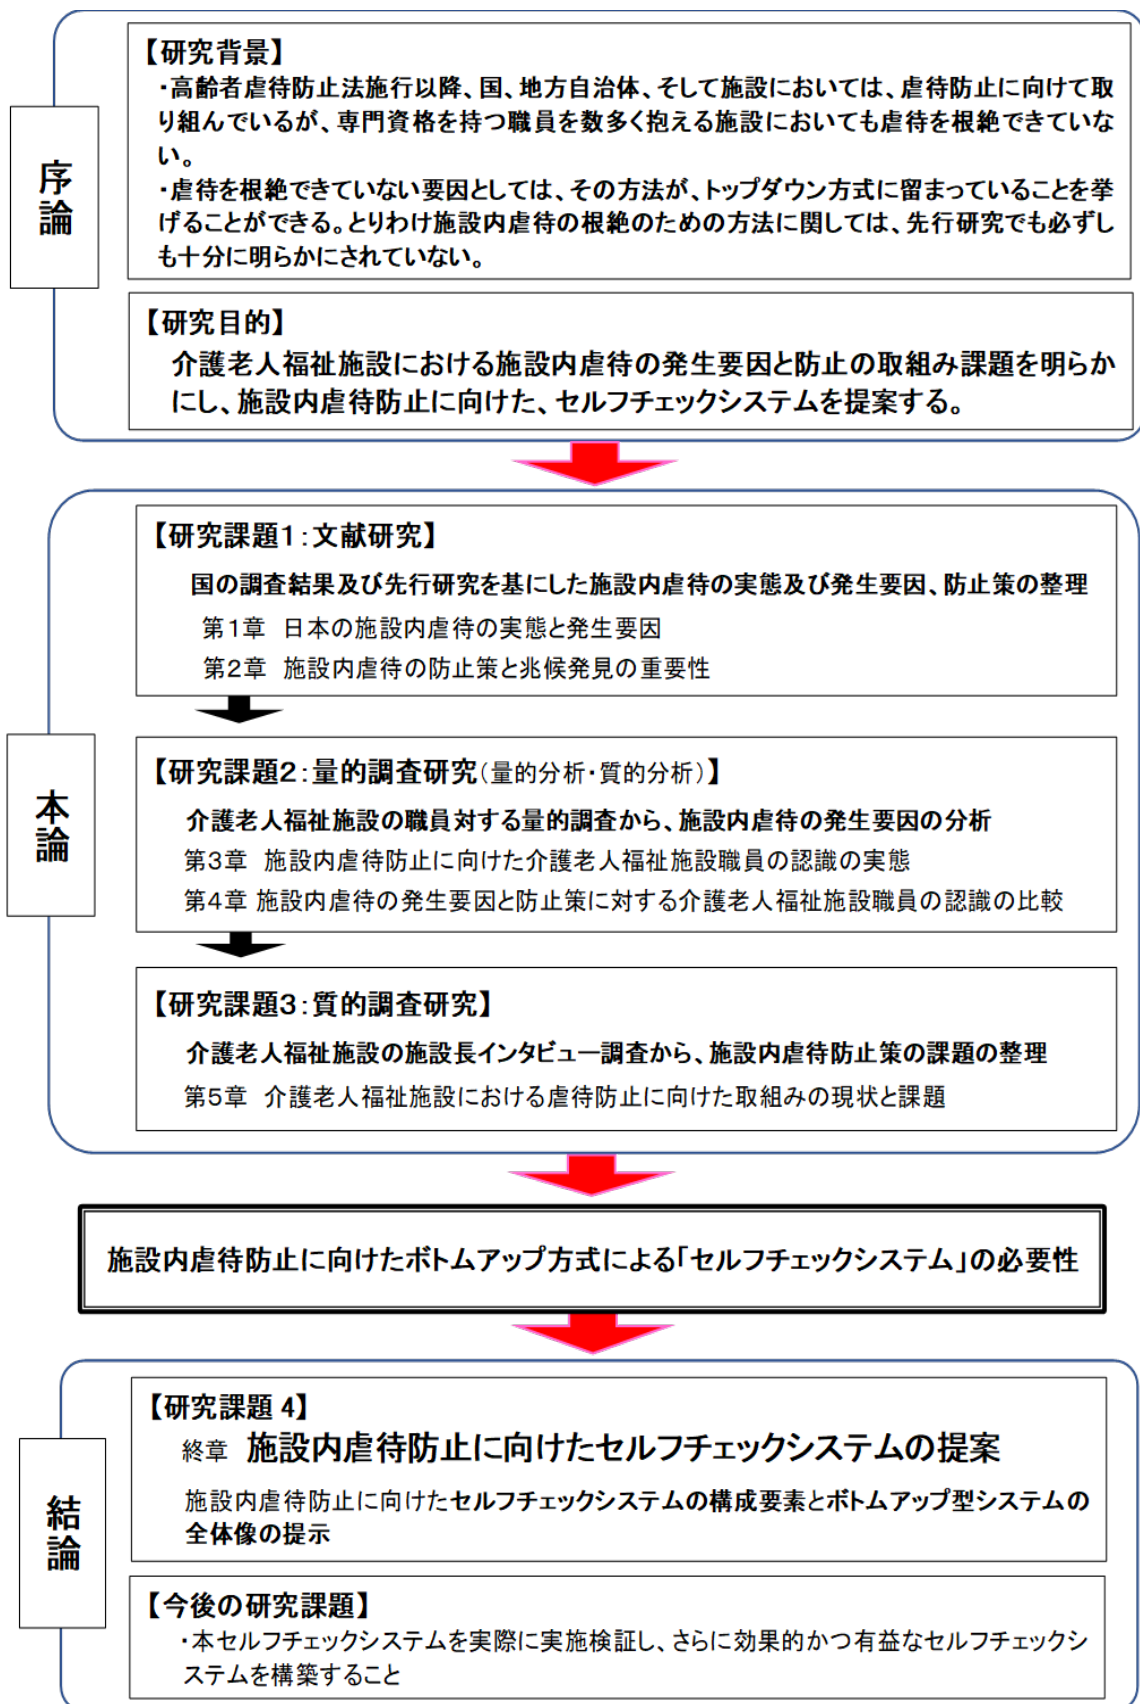 序論
【研究背景】
・高齢者虐待防止法施行以降、国、地方自治体、そして施設においては、虐待防止に向けて取
り組んでいるが、専門資格を持つ職員を数多く抱える施設においても虐待を根絶できていな
い。
・虐待を根絶できていない要因としては、その方法が、トップダウン方式に留まっていることを挙
げることができる。とりわけ施設内虐待の根絶のための方法に関しては、先行研究でも必ずし
も十分に明らかにされていない。
【研究目的】
介護老人福祉施設における施設内虐待の発生要因と防止の取組み課題を明らか
にし、施設内虐待防止に向けた、セルフチェックシステムを提案する。
本論
【研究課題1：文献研究】
国の調査結果及び先行研究を基にした施設内虐待の実態及び発生要因、防止策の整理
第1章 日本の施設内虐待の実態と発生要因
第2章 施設内虐待の防止策と兆候発見の重要性
【研究課題2：量的調査研究（量的分析・質的分析）】
介護老人福祉施設の職員対する量的調査から、施設内虐待の発生要因の分析
第3章 施設内虐待防止に向けた介護老人福祉施設職員の認識の実態
第4章 施設内虐待の発生要因と防止策に対する介護老人福祉施設職員の認識の比較
【研究課題3：質的調査研究】
介護老人福祉施設の施設長インタビュー調査から、施設内虐待防止策の課題の整理
第5章 介護老人福祉施設における虐待防止に向けた取組みの現状と課題
施設内虐待防止に向けたボトムアップ方式による「セルフチェックシステム」の必要性
結論
【研究課題 4】
終章 施設内虐待防止に向けたセルフチェックシステムの提案
施設内虐待防止に向けたセルフチェックシステムの構成要素とボトムアップ型システムの
全体像の提示
【今後の研究課題】
・本セルフチェックシステムを実際に実施検証し、さらに効果的かつ有益なセルフチェックシ
ステムを構築すること